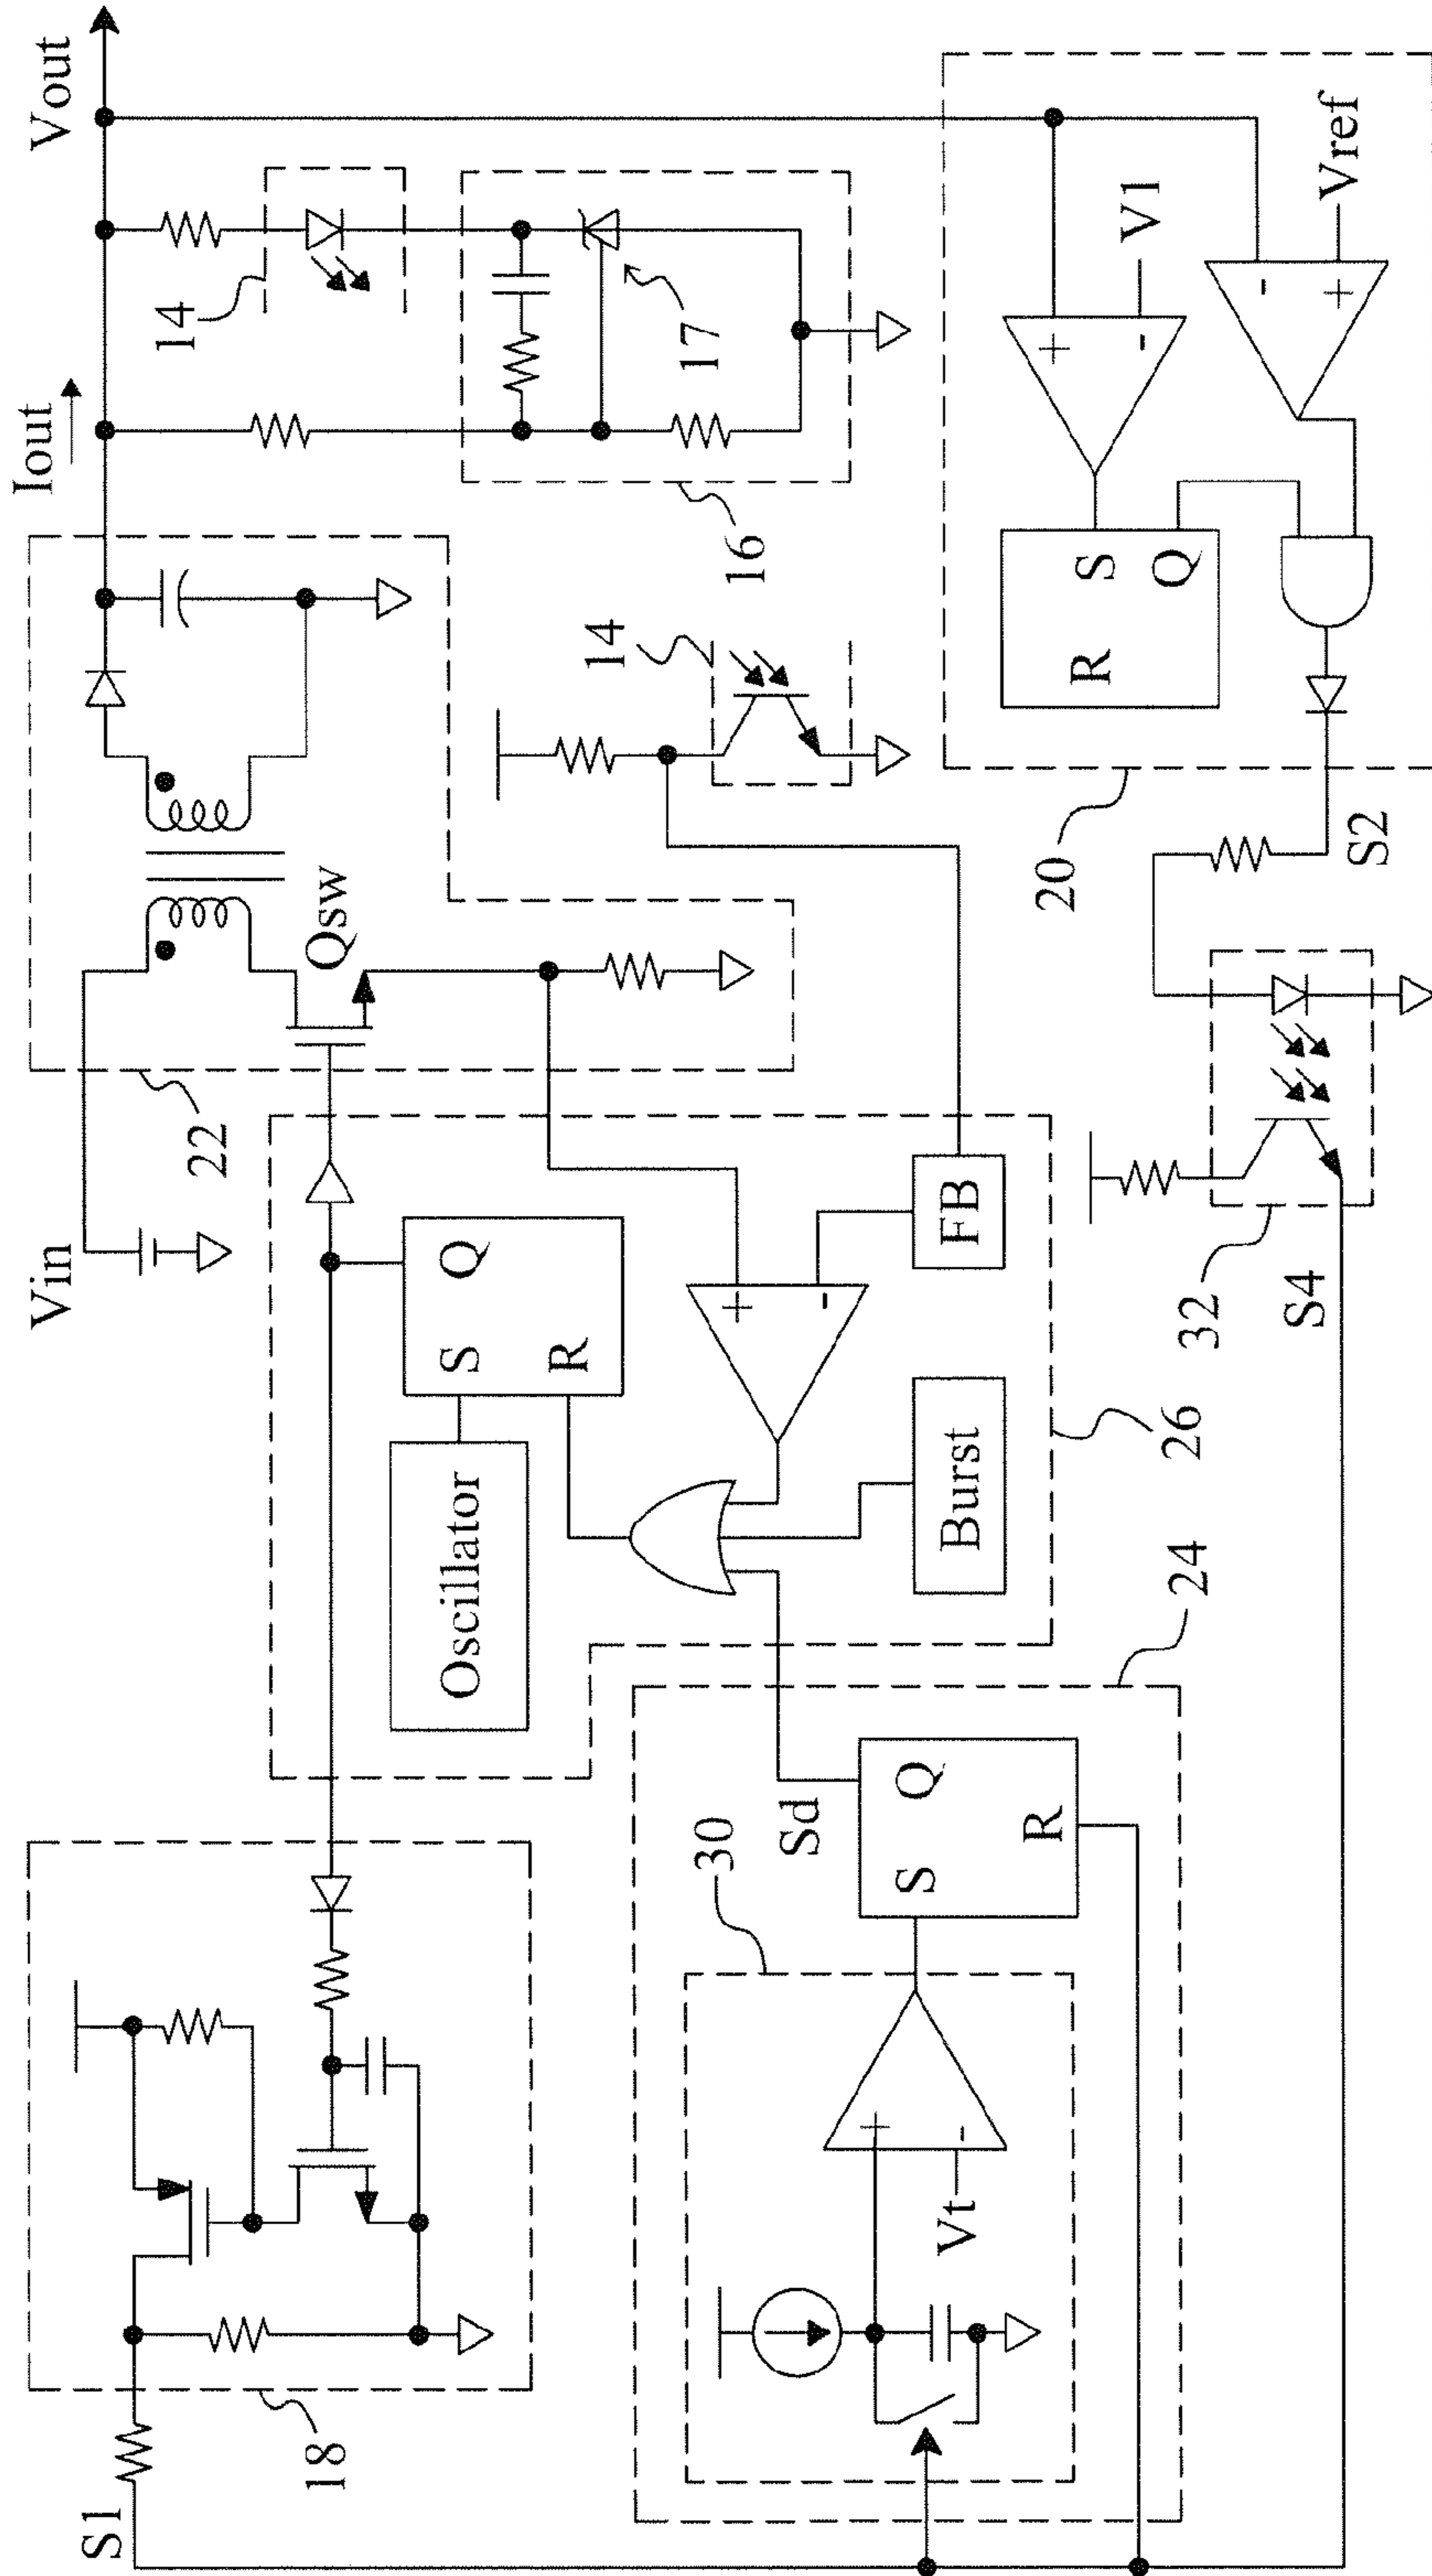 Vin
Iout
Vout
22
Qsw
14
14
16
17
S1
18
Oscillator
S
Q
R
FB
Burst
26
+
-
Sd
24
30
S
Q
R
+
-
Vt
S4
32
S2
20
R
S
Q
+
-
V1
-
+
Vref